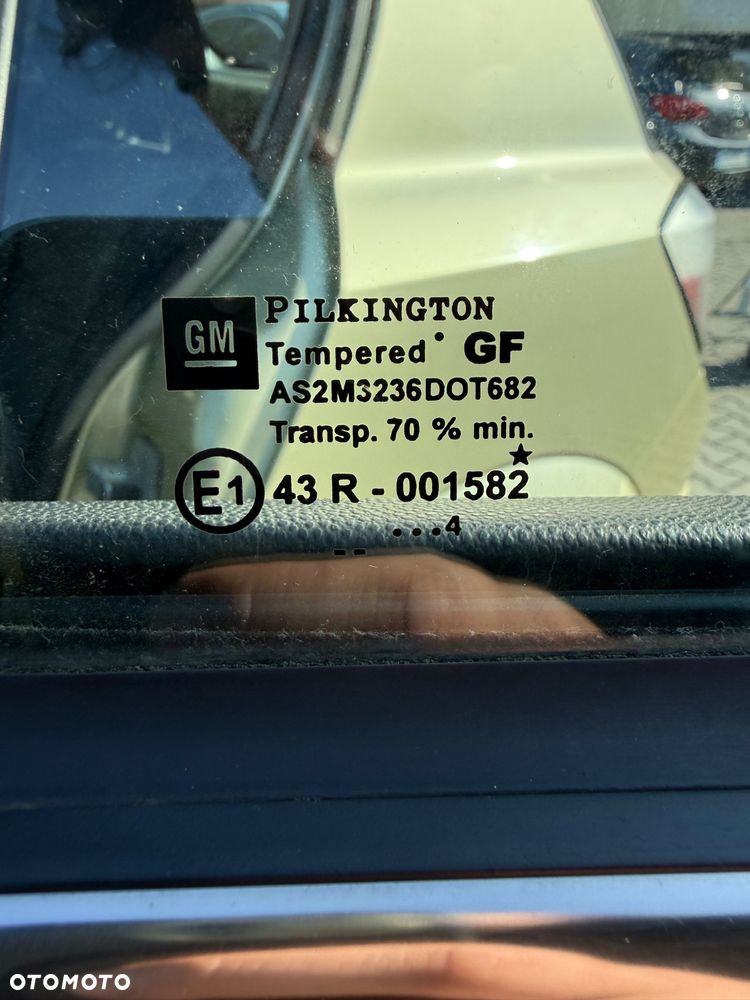 GM
PILKINGTON
Tempered • GF
AS2M3236DOT682
Transp. 70 % min.
E1 43 R - 001582
...4
--
OTOMOTO